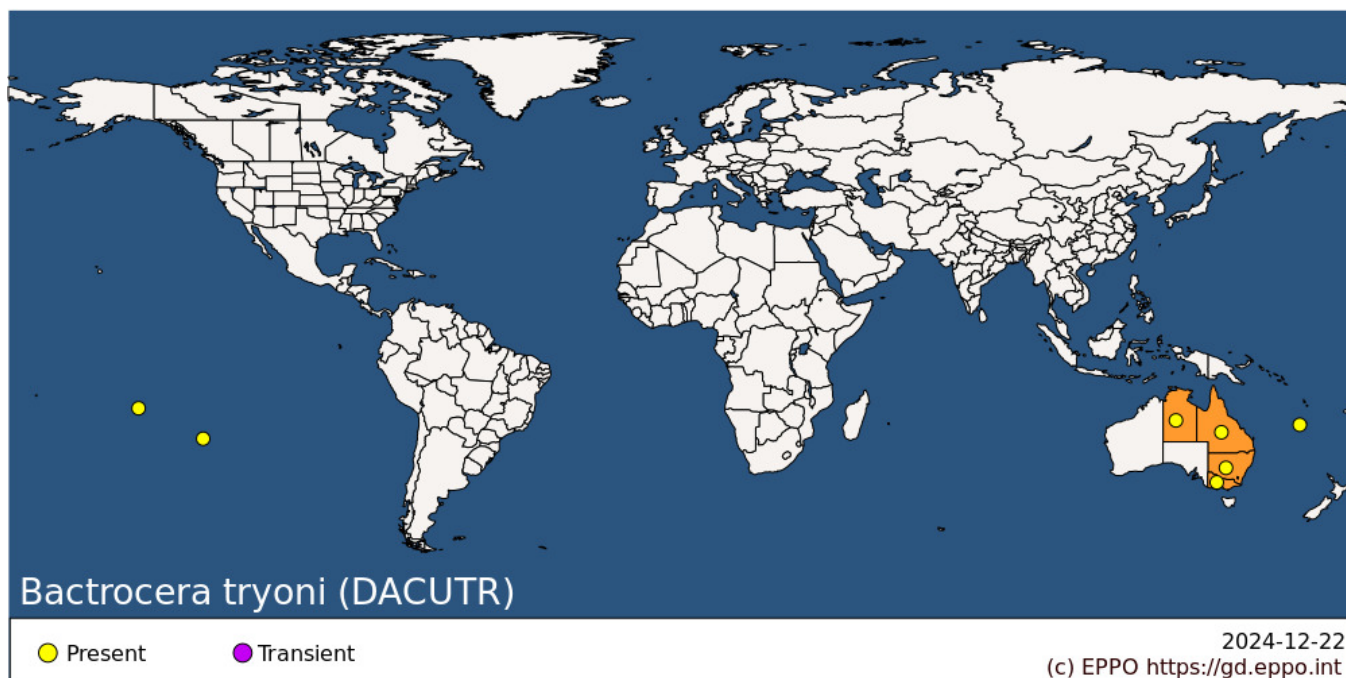 Bactrocera tryoni (DACUTR)
Present
Transient
2024-12-22
(c) EPPO https://gd.eppo.int